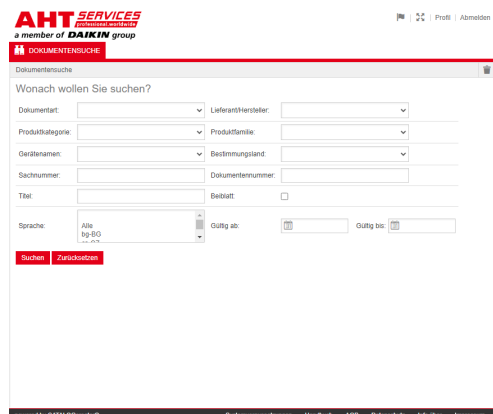 AHT SERVICES
professional.worldwide
a member of DAIKIN group
Profil Abmelden
DOKUMENTENSUCHE
Dokumentensuche
Wonach wollen Sie suchen?
Dokumentart: Lieferant/Hersteller:
Produktkategorie: Produktfamilie:
Gerätenamen: Bestimmungsland:
Sachnummer: Dokumentennummer:
Titel: Beiblatt:
Sprache: Alle Gültig ab: Gültig bis:
bg-BG
Suchen Zurücksetzen